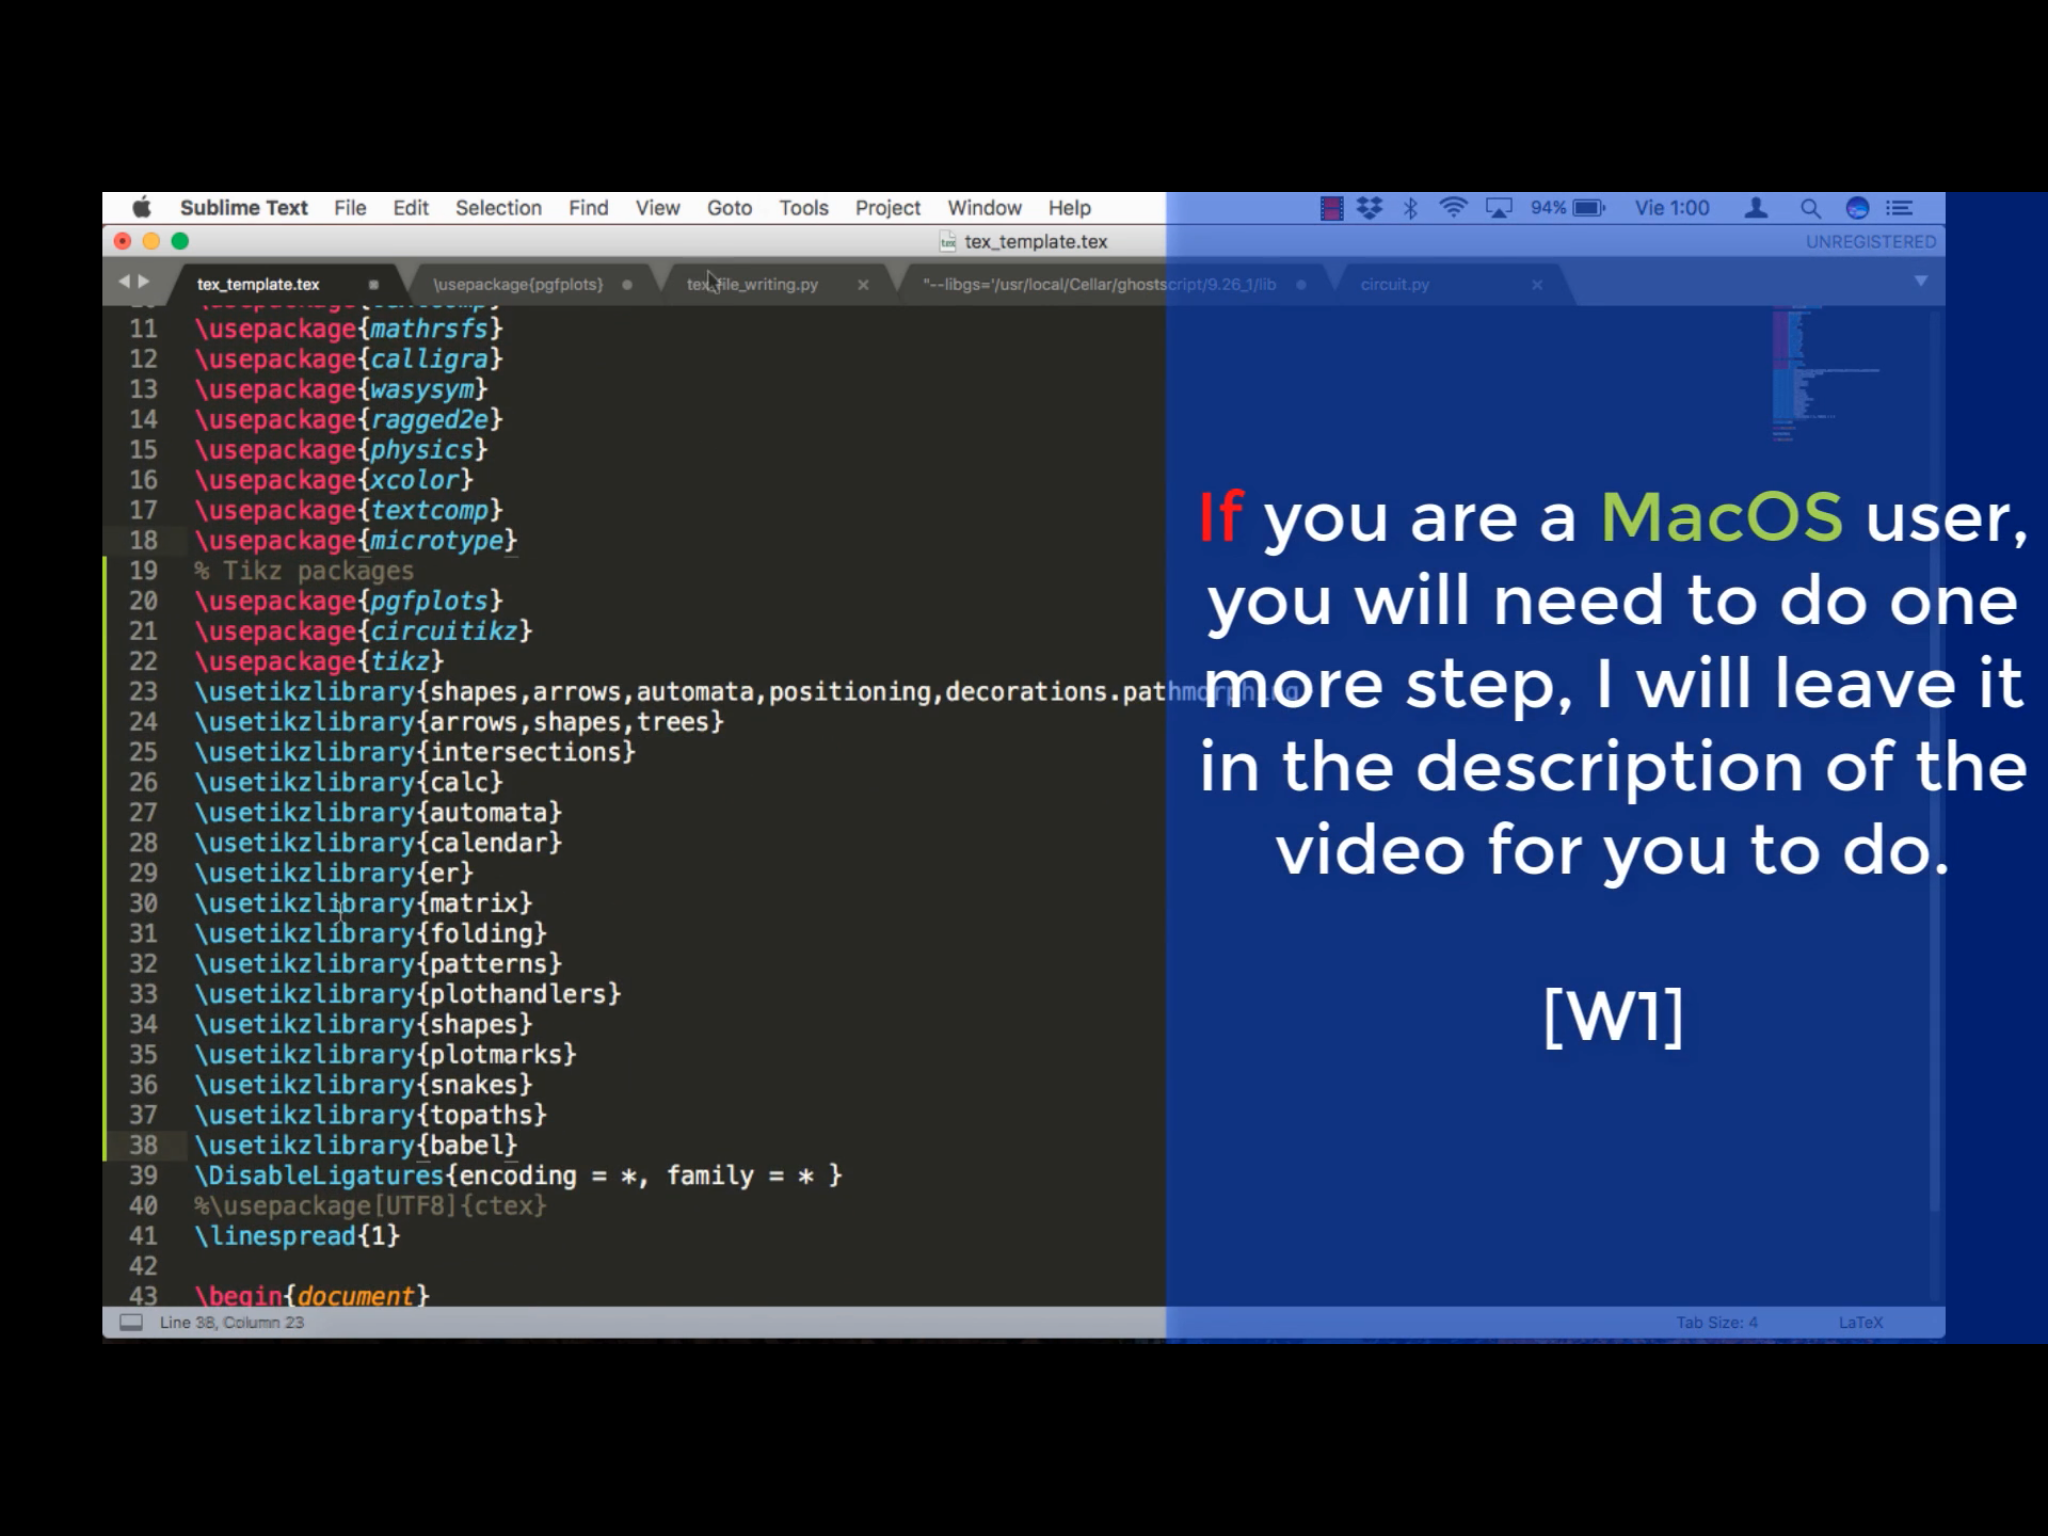 Sublime Text File Edit Selection Find View Goto Tools Project Window Help 94% Vie 1:00
tex_template.tex UNREGISTERED
tex_template.tex \usepackage{pgfplots} tex_file_writing.py "--libgs='/usr/local/Cellar/ghostscript/9.26_1/lib circuit.py
11 \usepackage{mathrsfs}
12 \usepackage{calligra}
13 \usepackage{wasysym}
14 \usepackage{ragged2e}
15 \usepackage{physics}
16 \usepackage{xcolor}
17 \usepackage{textcomp}
18 \usepackage{microtype}
19 % Tikz packages
20 \usepackage{pgfplots}
21 \usepackage{circuitikz}
22 \usepackage{tikz}
23 \usetikzlibrary{shapes,arrows,automata,positioning,decorations.pathmorphing
24 \usetikzlibrary{arrows,shapes,trees}
25 \usetikzlibrary{intersections}
26 \usetikzlibrary{calc}
27 \usetikzlibrary{automata}
28 \usetikzlibrary{calendar}
29 \usetikzlibrary{er}
30 \usetikzlibrary{matrix}
31 \usetikzlibrary{folding}
32 \usetikzlibrary{patterns}
33 \usetikzlibrary{plothandlers}
34 \usetikzlibrary{shapes}
35 \usetikzlibrary{plotmarks}
36 \usetikzlibrary{snakes}
37 \usetikzlibrary{topaths}
38 \usetikzlibrary{babel}
39 \DisableLigatures{encoding = *, family = * }
40 %\usepackage[UTF8]{ctex}
41 \linespread{1}
42
43 \begin{document}
If you are a MacOS user,
you will need to do one
more step, I will leave it
in the description of the
video for you to do.
[W1]
Line 38, Column 23 Tab Size: 4 LaTeX